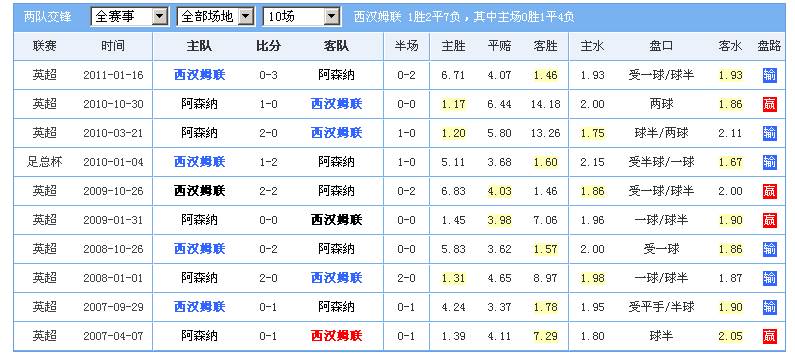 两队交锋 全赛事 全部场地 10场 西汉姆联 1胜2平7负，其中主场0胜1平4负
联赛 时间 主队 比分 客队 半场 主胜 平赔 客胜 主水 盘口 客水 盘路
英超 2011-01-16 西汉姆联 0-3 阿森纳 0-2 6.71 4.07 1.46 1.93 受一球/球半 1.93 输
英超 2010-10-30 阿森纳 1-0 西汉姆联 0-0 1.17 6.44 14.18 2.00 两球 1.86 赢
英超 2010-03-21 阿森纳 2-0 西汉姆联 1-0 1.20 5.80 13.26 1.75 球半/两球 2.11 输
足总杯 2010-01-04 西汉姆联 1-2 阿森纳 1-0 5.11 3.68 1.60 2.15 受半球/一球 1.67 输
英超 2009-10-26 西汉姆联 2-2 阿森纳 0-2 6.83 4.03 1.46 1.86 受一球/球半 2.00 赢
英超 2009-01-31 阿森纳 0-0 西汉姆联 0-0 1.45 3.98 7.06 1.96 一球/球半 1.90 赢
英超 2008-10-26 西汉姆联 0-2 阿森纳 0-0 5.83 3.62 1.57 2.00 受一球 1.86 输
英超 2008-01-01 阿森纳 2-0 西汉姆联 2-0 1.31 4.65 8.97 1.98 一球/球半 1.87 输
英超 2007-09-29 西汉姆联 0-1 阿森纳 0-1 4.24 3.37 1.78 1.95 受平手/半球 1.90 输
英超 2007-04-07 阿森纳 0-1 西汉姆联 0-1 1.39 4.11 7.29 1.80 球半 2.05 赢